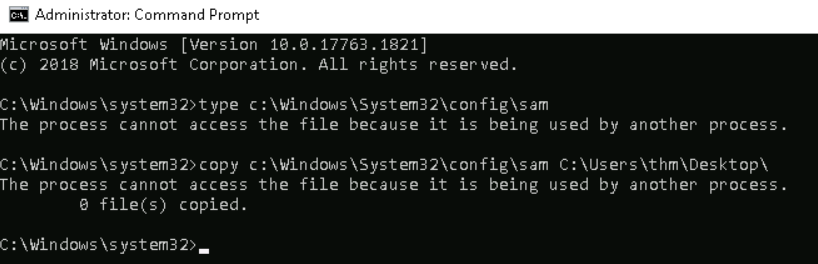 Administrator: Command Prompt
Microsoft Windows [Version 10.0.17763.1821]
(c) 2018 Microsoft Corporation. All rights reserved.
C:\Windows\system32>type c:\Windows\System32\config\sam
The process cannot access the file because it is being used by another process.
C:\Windows\system32>copy c:\Windows\System32\config\sam C:\Users\thm\Desktop\
The process cannot access the file because it is being used by another process.
        0 file(s) copied.
C:\Windows\system32>